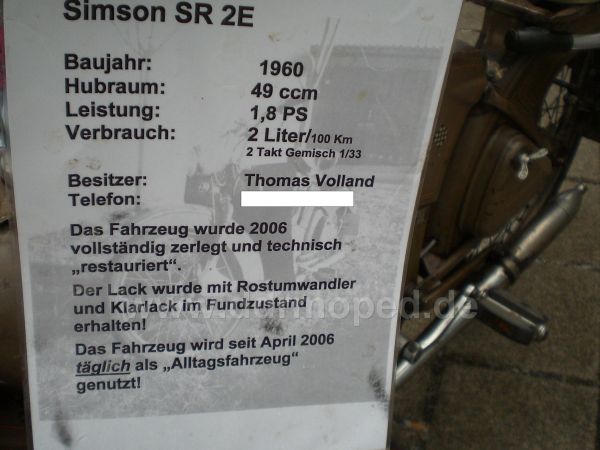 Simson SR 2E
Baujahr: 1960
Hubraum: 49 ccm
Leistung: 1,8 PS
Verbrauch: 2 Liter/100 Km
2 Takt Gemisch 1/33
Besitzer: Thomas Volland
Telefon:
Das Fahrzeug wurde 2006
vollständig zerlegt und technisch
„restauriert“.
Der Lack wurde mit Rostumwandler
und Klarlack im Fundzustand
erhalten!
Das Fahrzeug wird seit April 2006
täglich als „Alltagsfahrzeug“
genutzt!